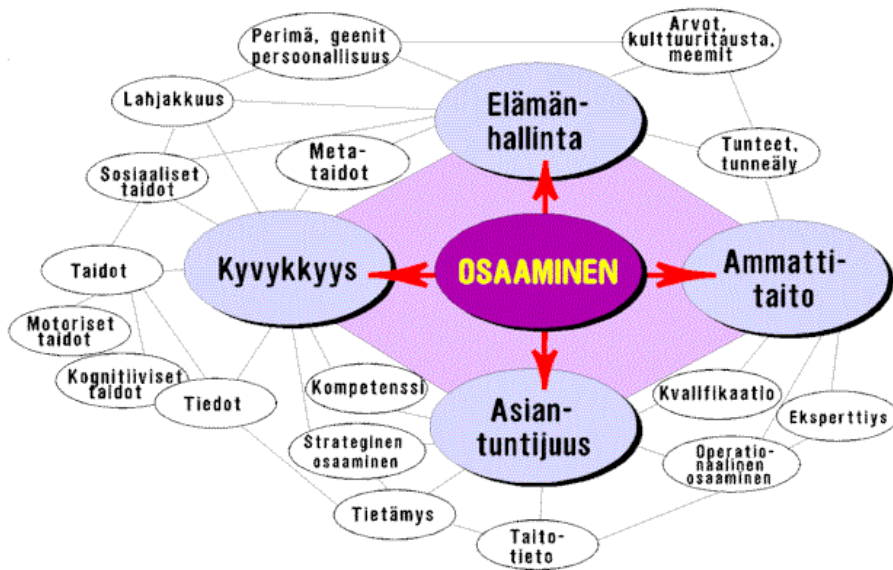 Perimä, geenit
persoonallisuus
Arvot,
kulttuuritausta,
meemit
Lahjakkuus
Elämän-
hallinta
Meta-
taidot
Tunteet,
tunneäly
Sosiaaliset
taidot
Taidot
Kyvykkyys
OSAAMINEN
Ammatti-
taito
Motoriset
taidot
Kognitiiviset
taidot
Tiedot
Kompetenssi
Asian-
tuntijuus
Kvalifikaatio
Eksperttiys
Strateginen
osaaminen
Operatio-
naalinen
osaaminen
Tietämys
Taito-
tieto